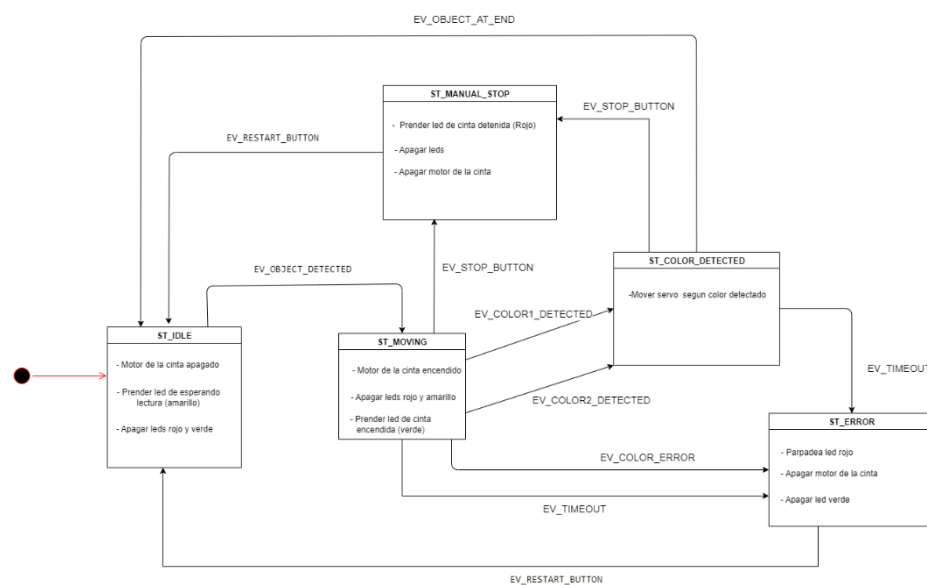 EV_OBJECT_AT_END
ST_MANUAL_STOP
- Prender led de cinta detenida (Rojo)
- Apagar leds
- Apagar motor de la cinta
EV_STOP_BUTTON
EV_RESTART_BUTTON
EV_OBJECT_DETECTED
EV_STOP_BUTTON
ST_COLOR_DETECTED
-Mover servo segun color detectado
EV_COLOR1_DETECTED
ST_IDLE
- Motor de la cinta apagado
- Prender led de esperando
lectura (amarillo)
- Apagar leds rojo y verde
ST_MOVING
- Motor de la cinta encendido
- Apagar leds rojo y amarillo
- Prender led de cinta
encendida (verde)
EV_COLOR2_DETECTED
EV_TIMEOUT
ST_ERROR
- Parpadea led rojo
- Apagar motor de la cinta
- Apagar led verde
EV_COLOR_ERROR
EV_TIMEOUT
EV_RESTART_BUTTON